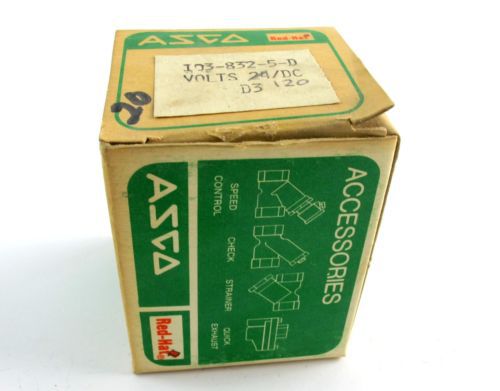 ASCO
Red-Hat
103-832-5-D
VOLTS 24/DC
D3 120
20
ACCESSORIES
SPEED CONTROL
CHECK
STRAINER
QUICK EXHAUST
ASCO
Red-Hat